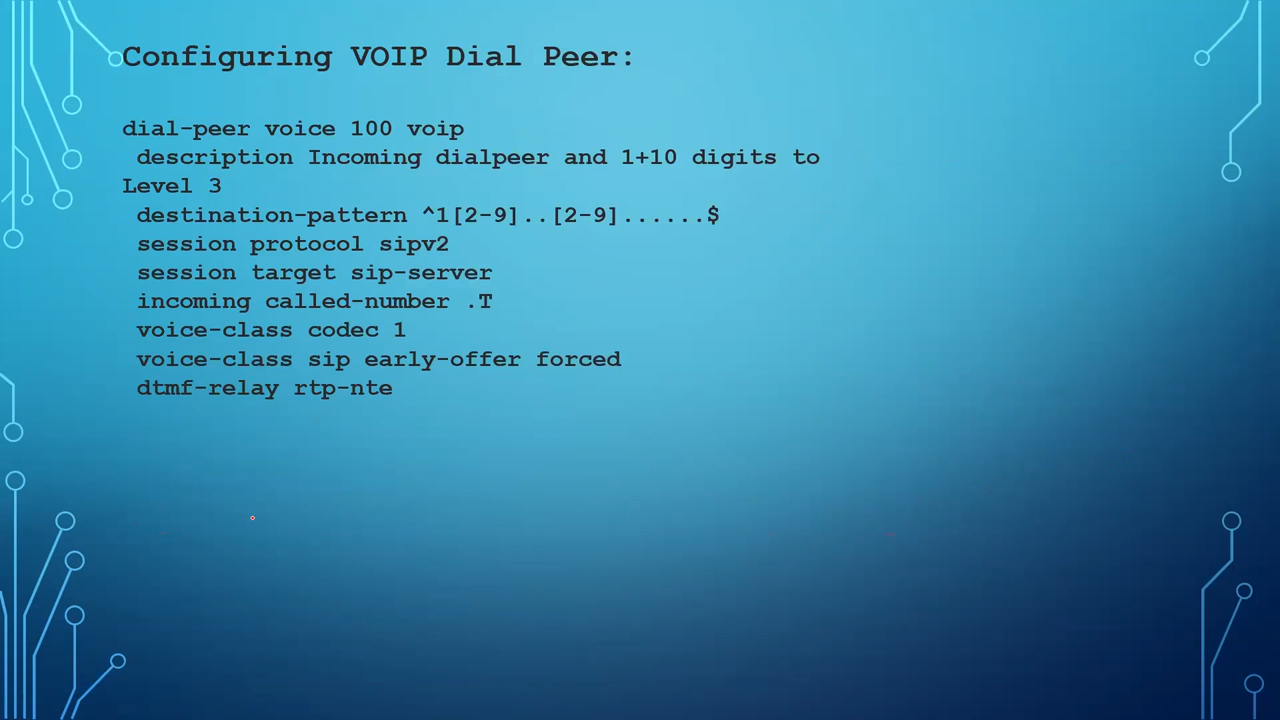 Configuring VOIP Dial Peer:
dial-peer voice 100 voip
description Incoming dialpeer and 1+10 digits to
Level 3
destination-pattern ^1[2-9]..[2-9]......$
session protocol sipv2
session target sip-server
incoming called-number .T
voice-class codec 1
voice-class sip early-offer forced
dtmf-relay rtp-nte